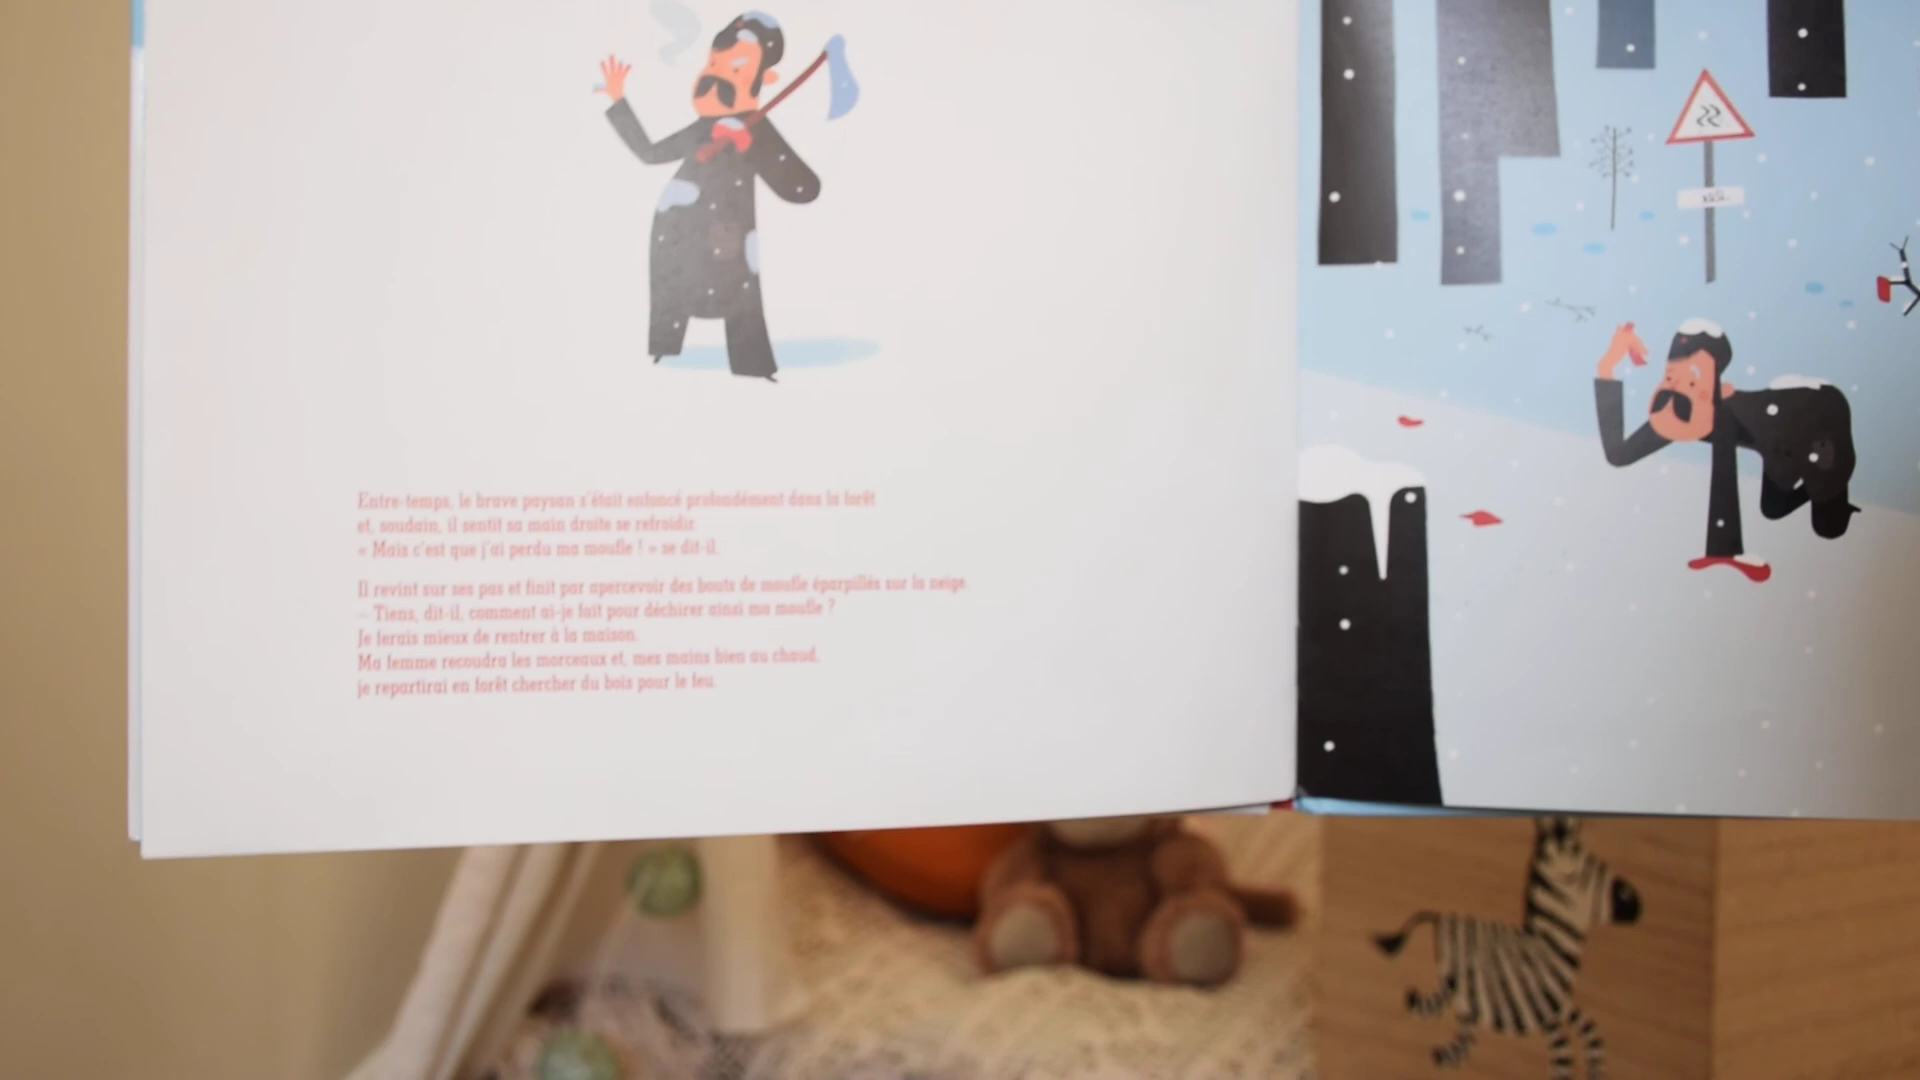 Entre-temps, le brave paysan s'était enfoncé profondément dans la forêt
et, soudain, il sentit sa main droite se refroidir.
« Mais c'est que j'ai perdu ma moufle ! » se dit-il.
Il revint sur ses pas et finit par apercevoir des bouts de moufle éparpillés sur la neige.
– Tiens, dit-il, comment ai-je fait pour déchirer ainsi ma moufle ?
Je ferais mieux de rentrer à la maison.
Ma femme recoudra les morceaux et, mes mains bien au chaud,
je repartirai en forêt chercher du bois pour le feu.